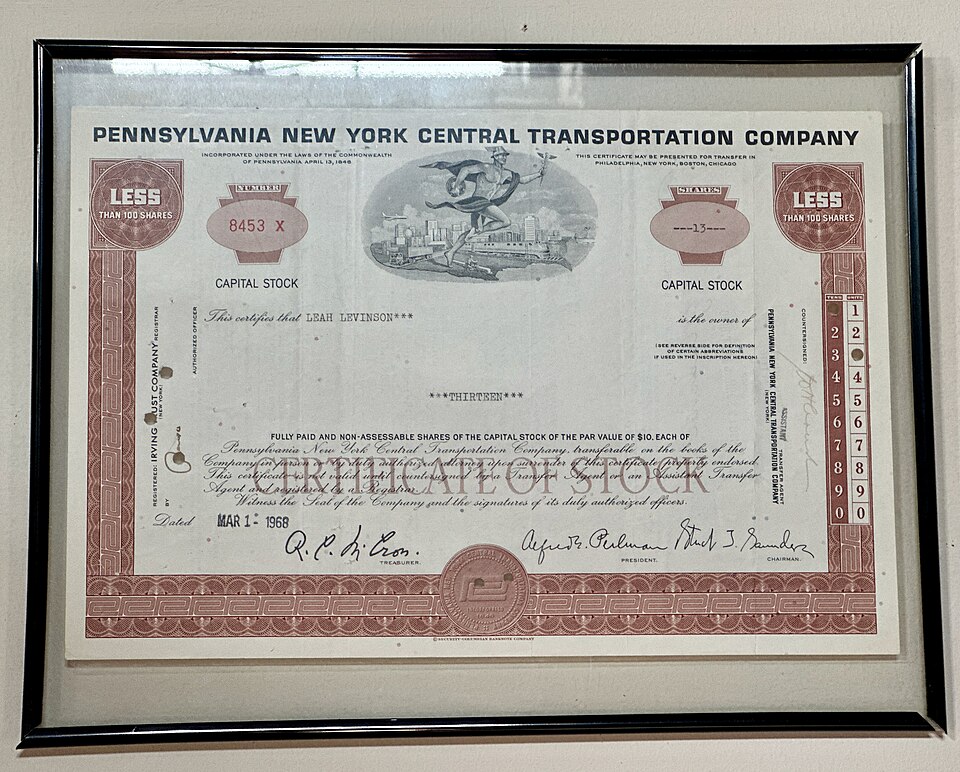 PENNSYLVANIA NEW YORK CENTRAL TRANSPORTATION COMPANY
INCORPORATED UNDER THE LAWS OF THE COMMONWEALTH
OF PENNSYLVANIA APRIL 13, 1846
THIS CERTIFICATE MAY BE PRESENTED FOR TRANSFER IN
PHILADELPHIA, NEW YORK, BOSTON, CHICAGO
LESS
THAN 100 SHARES
NUMBER
8453 X
CAPITAL STOCK
SHARES
---13---
CAPITAL STOCK
LESS
THAN 100 SHARES
This certifies that LEAH LEVINSON***
is the owner of
(SEE REVERSE SIDE FOR DEFINITION
OF CERTAIN ABBREVIATIONS
IF USED IN THE INSCRIPTION HEREON)
***THIRTEEN***
FULLY PAID AND NON-ASSESSABLE SHARES OF THE CAPITAL STOCK OF THE PAR VALUE OF $10. EACH OF
Pennsylvania New York Central Transportation Company, transferable on the books of the
Company in person or by duly authorized attorney upon surrender of this certificate properly endorsed.
This certificate is not valid until countersigned by a Transfer Agent or an Assistant Transfer
Agent and registered by a Registrar.
Witness the Seal of the Company and the signatures of its duly authorized officers.
CERTIFICATE OF STOCK
Dated MAR 1 - 1968
TREASURER.
Alfred E. Perlman
PRESIDENT.
Stuart T. Saunders
CHAIRMAN.
REGISTERED: IRVING TRUST COMPANY REGISTRAR
(NEW YORK)
BY
AUTHORIZED OFFICER
COUNTERSIGNED:
PENNSYLVANIA NEW YORK CENTRAL TRANSPORTATION COMPANY
(NEW YORK)
ASSISTANT TRANSFER AGENT
TENS UNITS
1
2 2
3
4 4
5 5
6 6
7 7
8 8
9 9
0 0
© SECURITY-COLUMBIAN BANKNOTE COMPANY